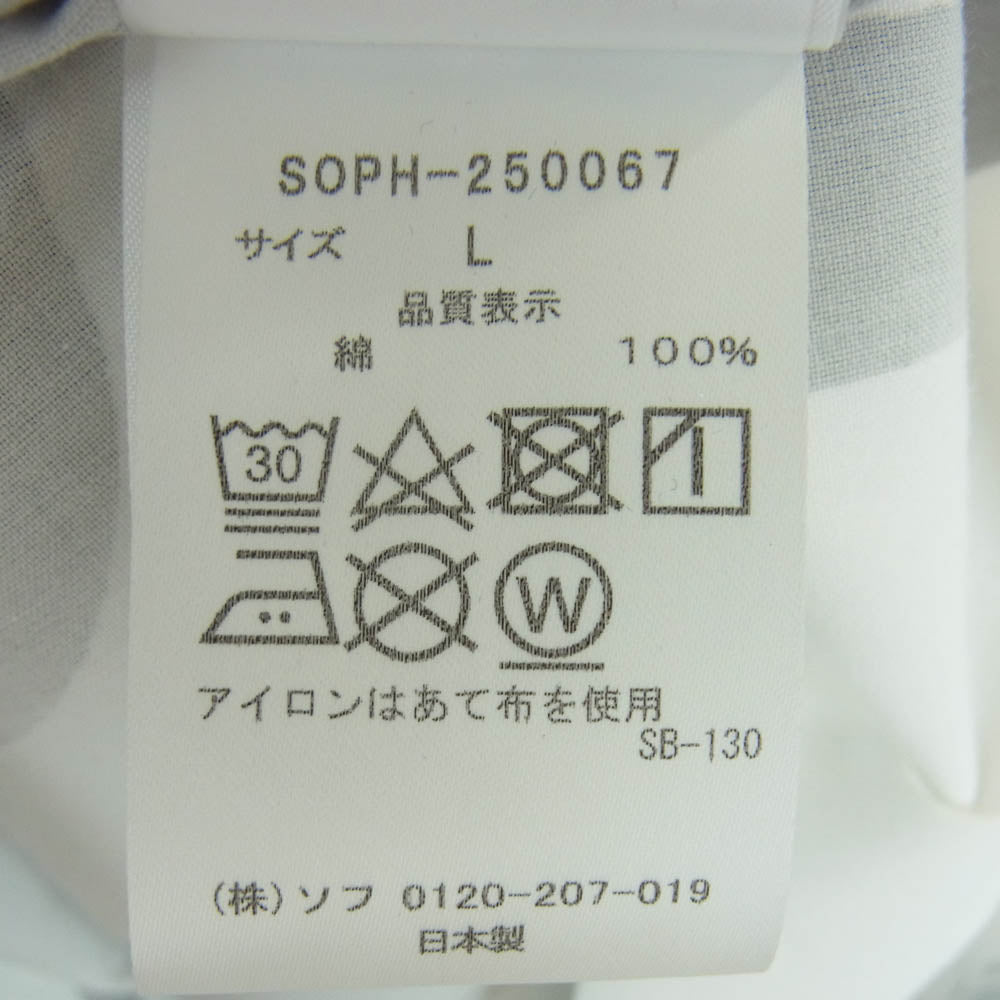 SOPH-250067
サイズ L
品質表示
綿 100%
30
W
アイロンはあて布を使用
SB-130
(株)ソフ 0120-207-019
日本製